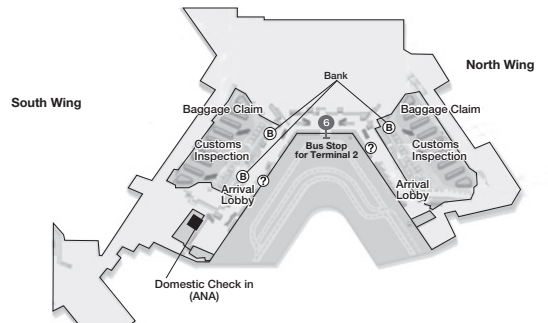 Bank
North Wing
South Wing
Baggage Claim
Baggage Claim
6
B
B
Customs
Inspection
Bus Stop
for Terminal 2
Customs
Inspection
?
B
?
Arrival
Lobby
Arrival
Lobby
Domestic Check in
(ANA)